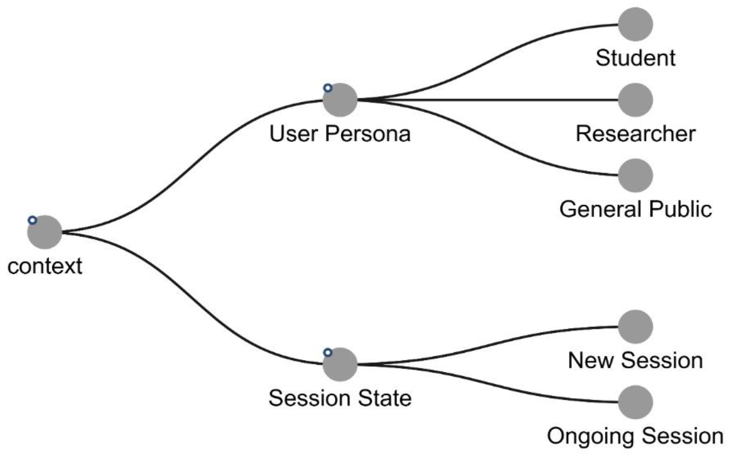 Student
User Persona
Researcher
General Public
context
New Session
Session State
Ongoing Session